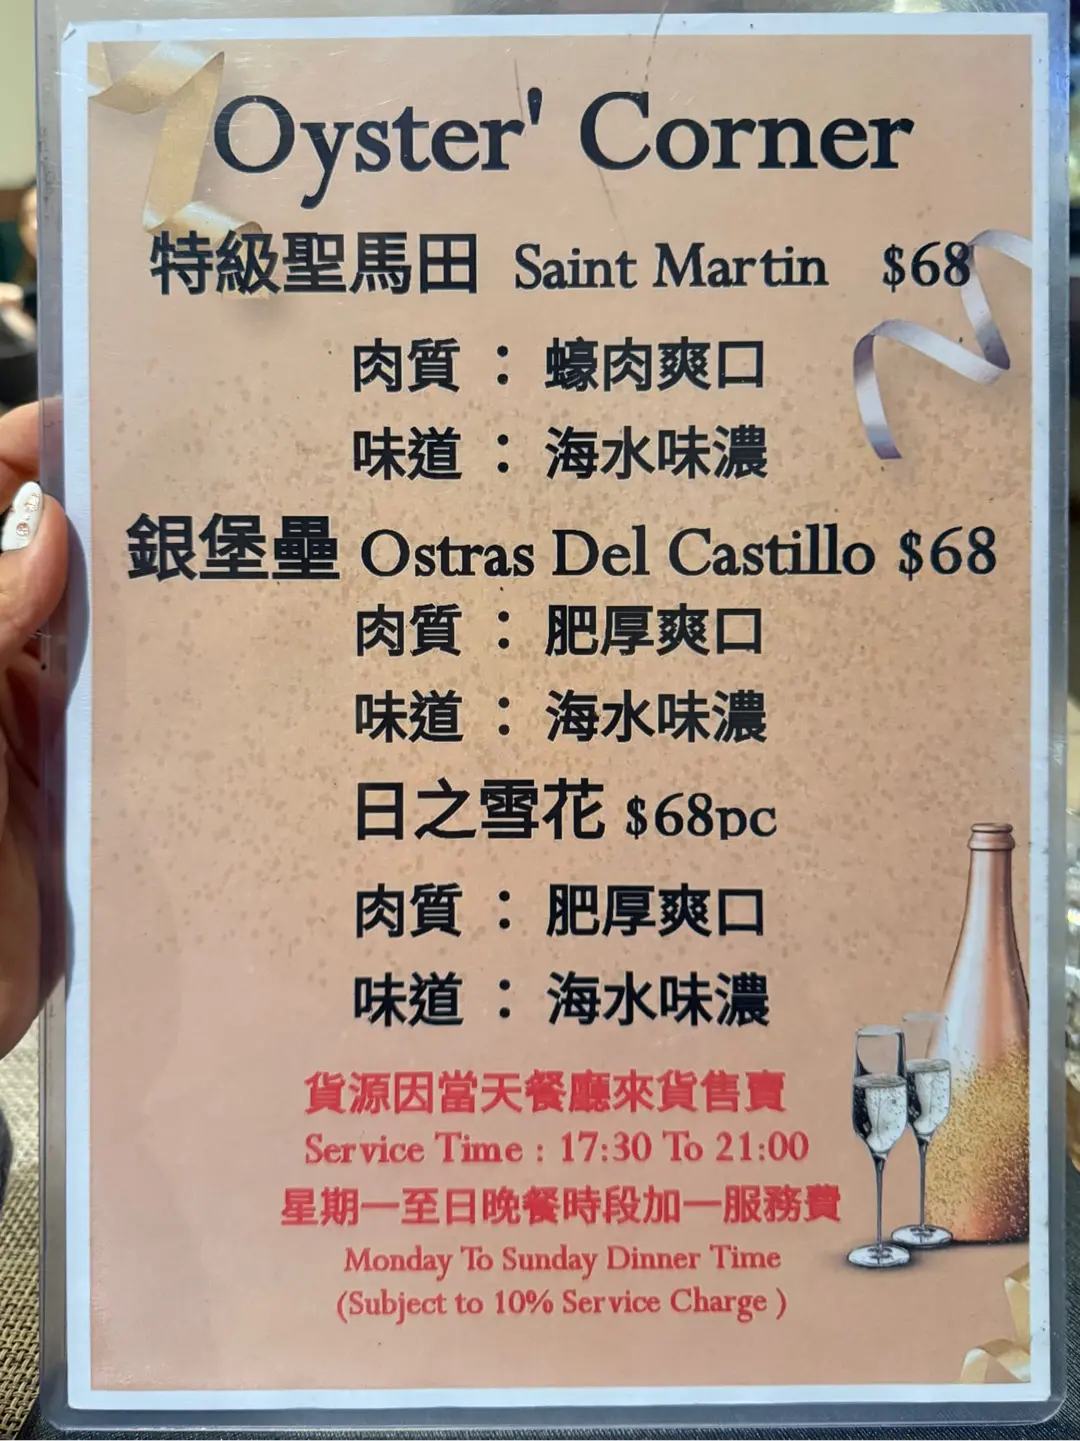 Oyster' Corner
特級聖馬田 Saint Martin $68
肉質 : 蠔肉爽口
味道 : 海水味濃
銀堡壘 Ostras Del Castillo $68
肉質 : 肥厚爽口
味道 : 海水味濃
日之雪花 $68pc
肉質 : 肥厚爽口
味道 : 海水味濃
貨源因當天餐廳來貨售賣
Service Time : 17:30 To 21:00
星期一至日晚餐時段加一服務費
Monday To Sunday Dinner Time
(Subject to 10% Service Charge )